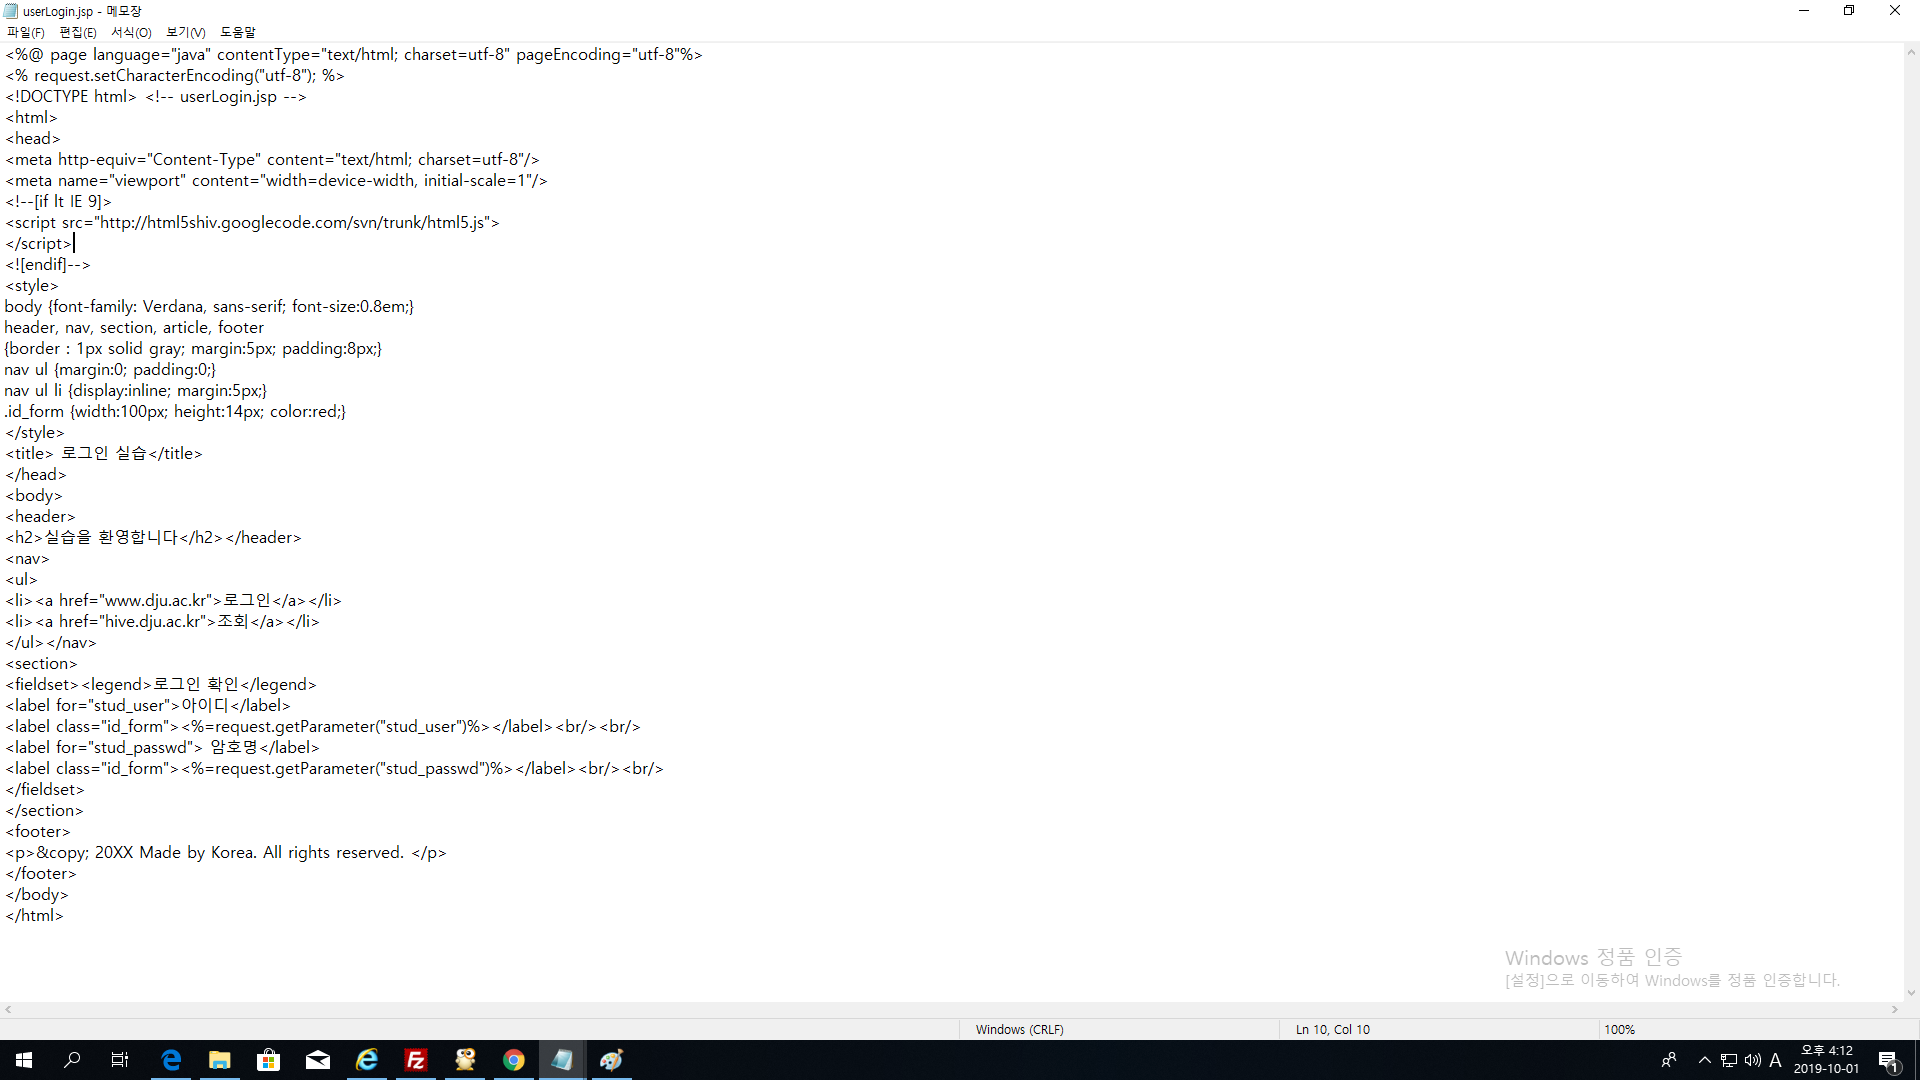 userLogin.jsp - 메모장
파일(F) 편집(E) 서식(O) 보기(V) 도움말
<%@ page language="java" contentType="text/html; charset=utf-8" pageEncoding="utf-8"%>
<% request.setCharacterEncoding("utf-8"); %>
<!DOCTYPE html> <!-- userLogin.jsp -->
<html>
<head>
<meta http-equiv="Content-Type" content="text/html; charset=utf-8"/>
<meta name="viewport" content="width=device-width, initial-scale=1"/>
<!--[if lt IE 9]>
<script src="http://html5shiv.googlecode.com/svn/trunk/html5.js">
</script>
<![endif]-->
<style>
body {font-family: Verdana, sans-serif; font-size:0.8em;}
header, nav, section, article, footer
{border : 1px solid gray; margin:5px; padding:8px;}
nav ul {margin:0; padding:0;}
nav ul li {display:inline; margin:5px;}
.id_form {width:100px; height:14px; color:red;}
</style>
<title> 로그인 실습</title>
</head>
<body>
<header>
<h2>실습을 환영합니다</h2></header>
<nav>
<ul>
<li><a href="www.dju.ac.kr">로그인</a></li>
<li><a href="hive.dju.ac.kr">조회</a></li>
</ul></nav>
<section>
<fieldset><legend>로그인 확인</legend>
<label for="stud_user">아이디</label>
<label class="id_form"><%=request.getParameter("stud_user")%></label><br/><br/>
<label for="stud_passwd"> 암호명</label>
<label class="id_form"><%=request.getParameter("stud_passwd")%></label><br/><br/>
</fieldset>
</section>
<footer>
<p>&copy; 20XX Made by Korea. All rights reserved. </p>
</footer>
</body>
</html>
Windows 정품 인증
[설정]으로 이동하여 Windows를 정품 인증합니다.
Windows (CRLF) Ln 10, Col 10 100%
A 오후 4:12
2019-10-01
1